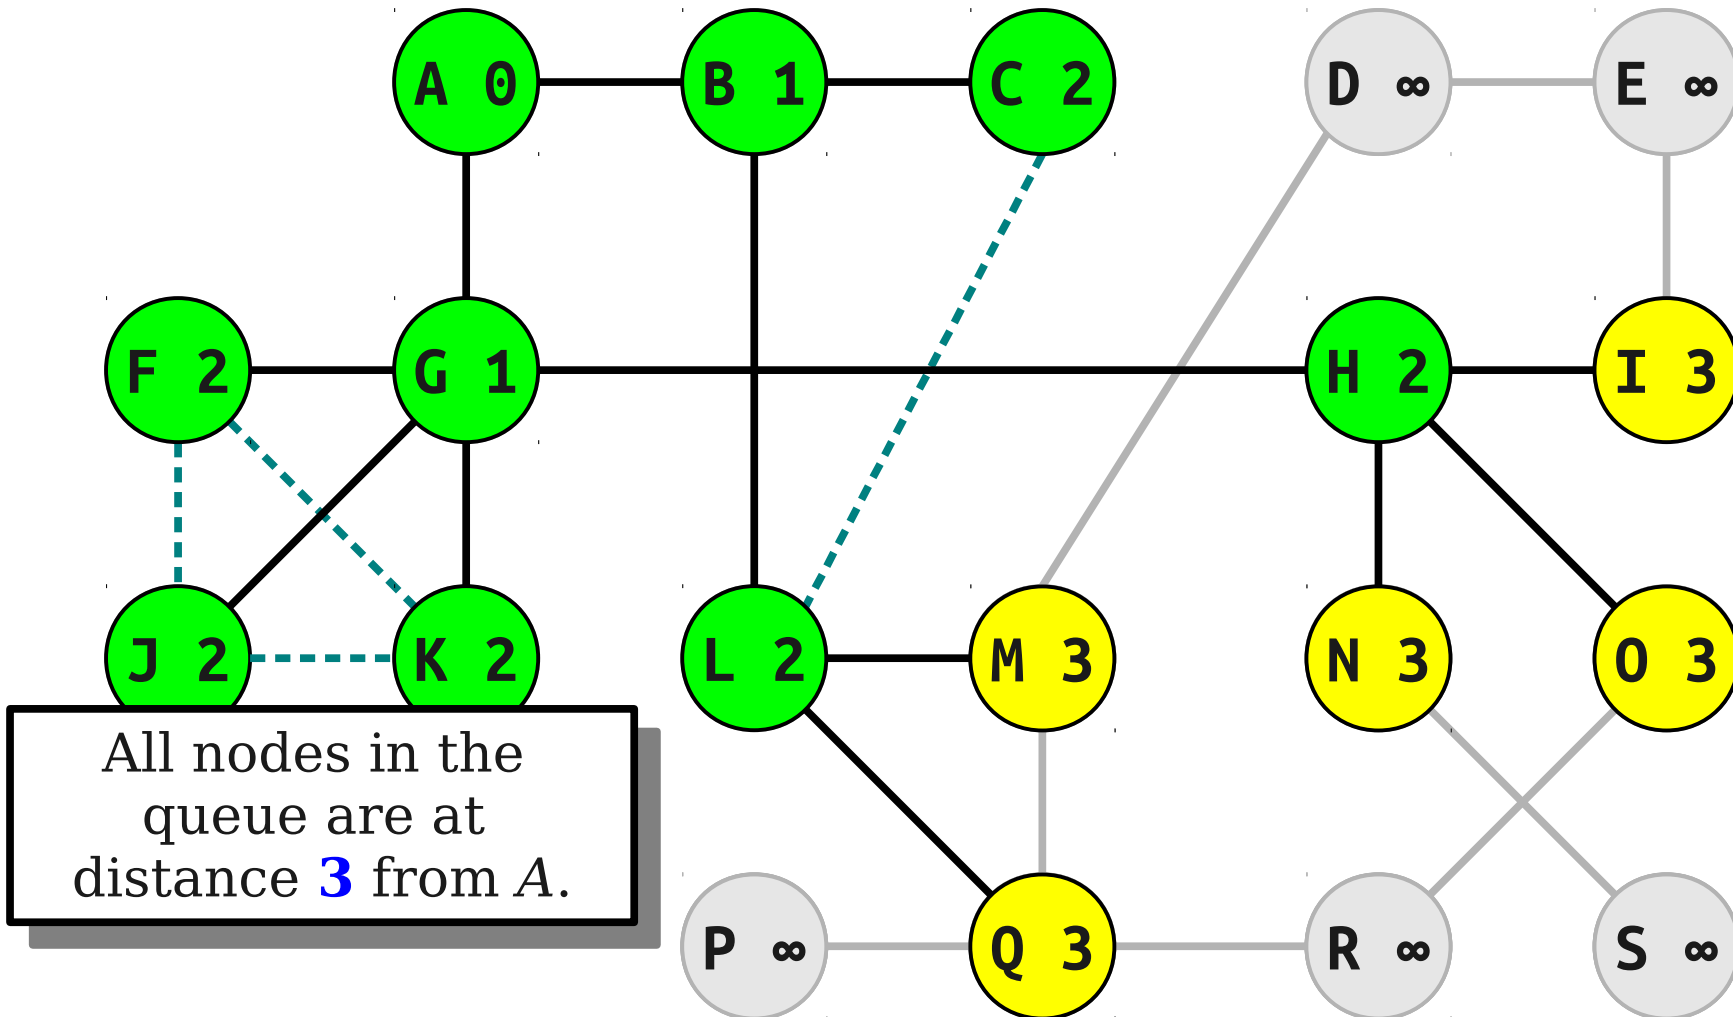 A 0 B 1 C 2 D ∞ E ∞
F 2 G 1 H 2 I 3
J 2 K 2 L 2 M 3 N 3 O 3
All nodes in the
queue are at
distance 3 from A.
P ∞ Q 3 R ∞ S ∞